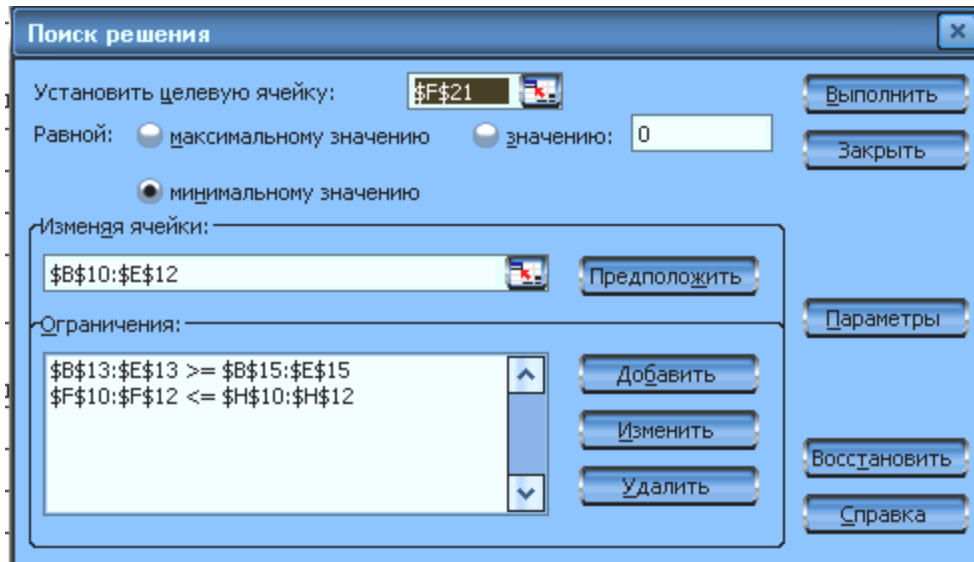 Поиск решения
Установить целевую ячейку: $F$21
Выполнить
Равной: максимальному значению значению: 0
Закрыть
минимальному значению
Изменяя ячейки:
$B$10:$E$12
Предположить
Ограничения:
Параметры
$B$13:$E$13 >= $B$15:$E$15
$F$10:$F$12 <= $H$10:$H$12
Добавить
Изменить
Восстановить
Удалить
Справка